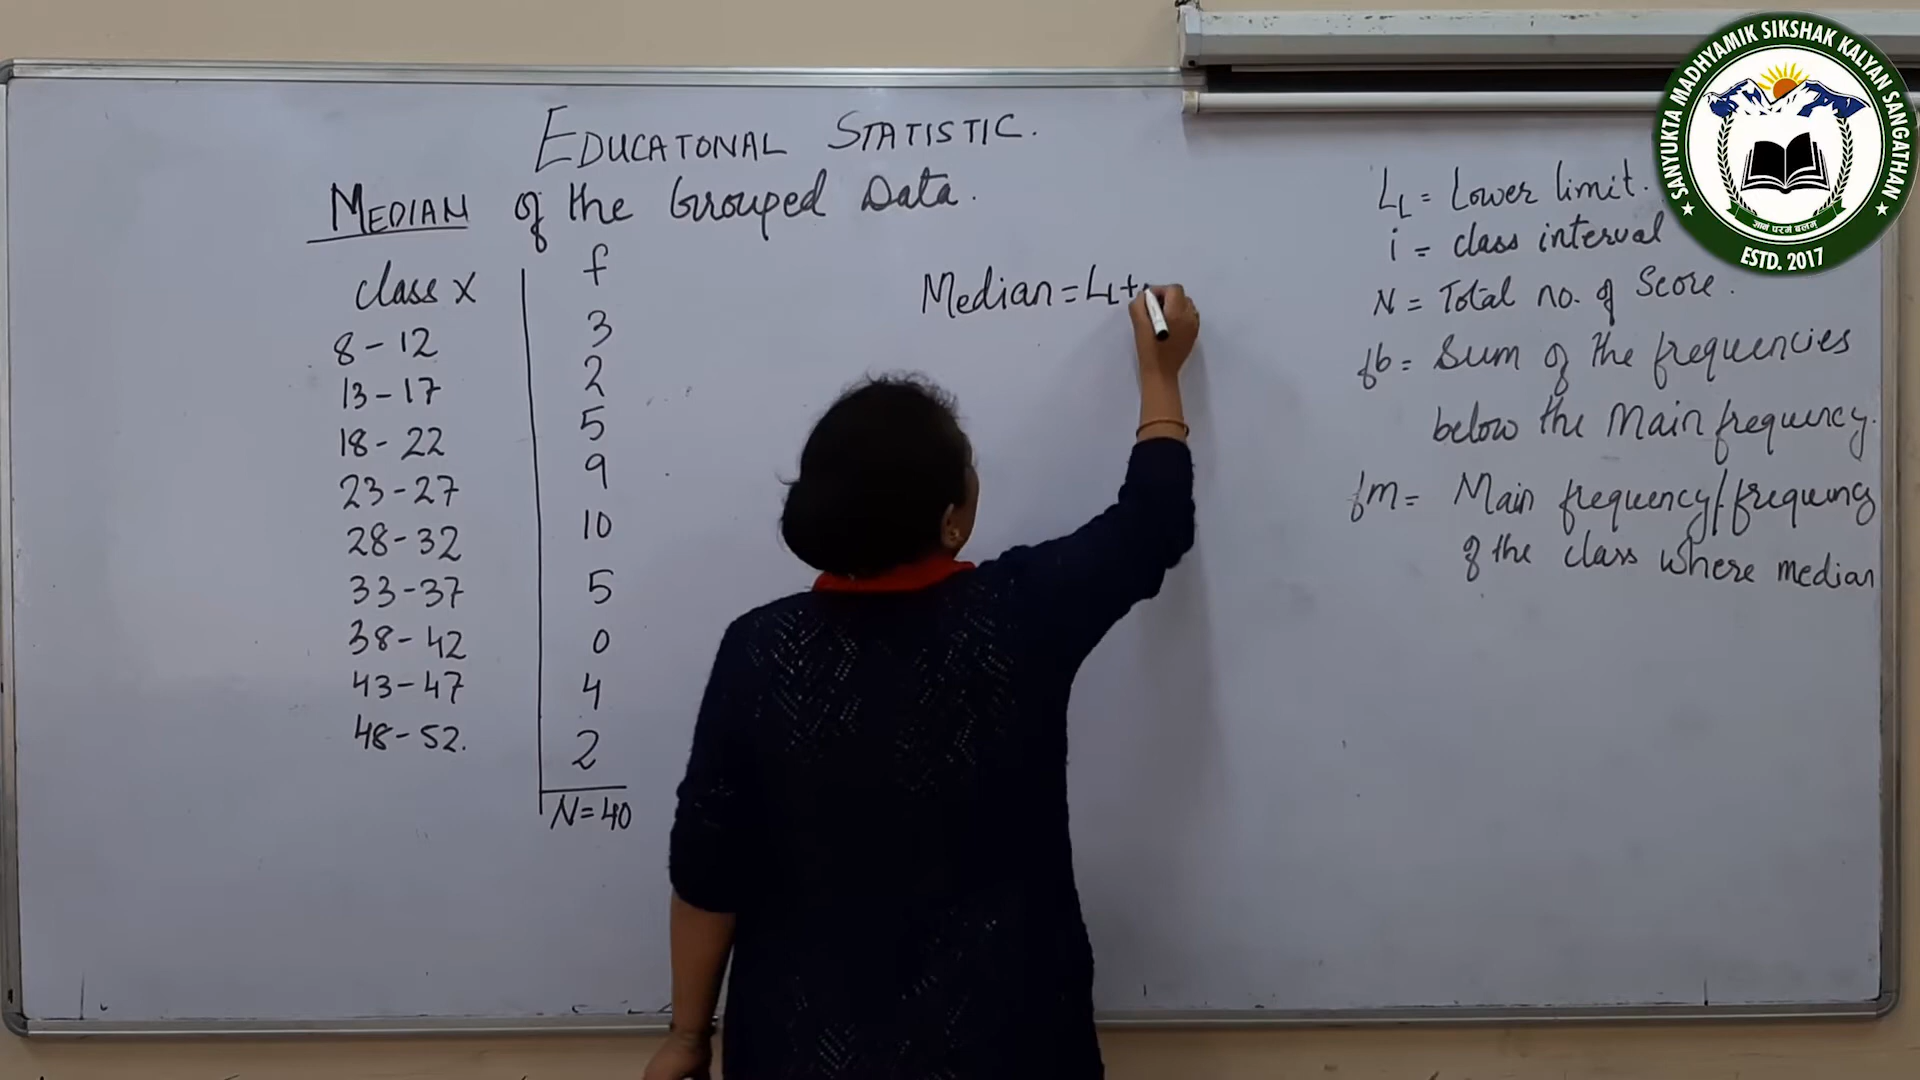 EDUCATONAL STATISTIC.
MEDIAN of the Grouped Data.
class x f
8-12 3
13-17 2
18-22 5
23-27 9
28-32 10
33-37 5
38-42 0
43-47 4
48-52. 2
N=40
Median = LL+
LL = Lower limit.
i = class interval
N = Total no. of Score.
fb = Sum of the frequencies
below the Main frequency.
fm = Main frequency/frequency
of the class where median
SANYUKTA MADHYAMIK SIKSHAK KALYAN SANGATHAN
ज्ञानं परमं बलम्
ESTD. 2017